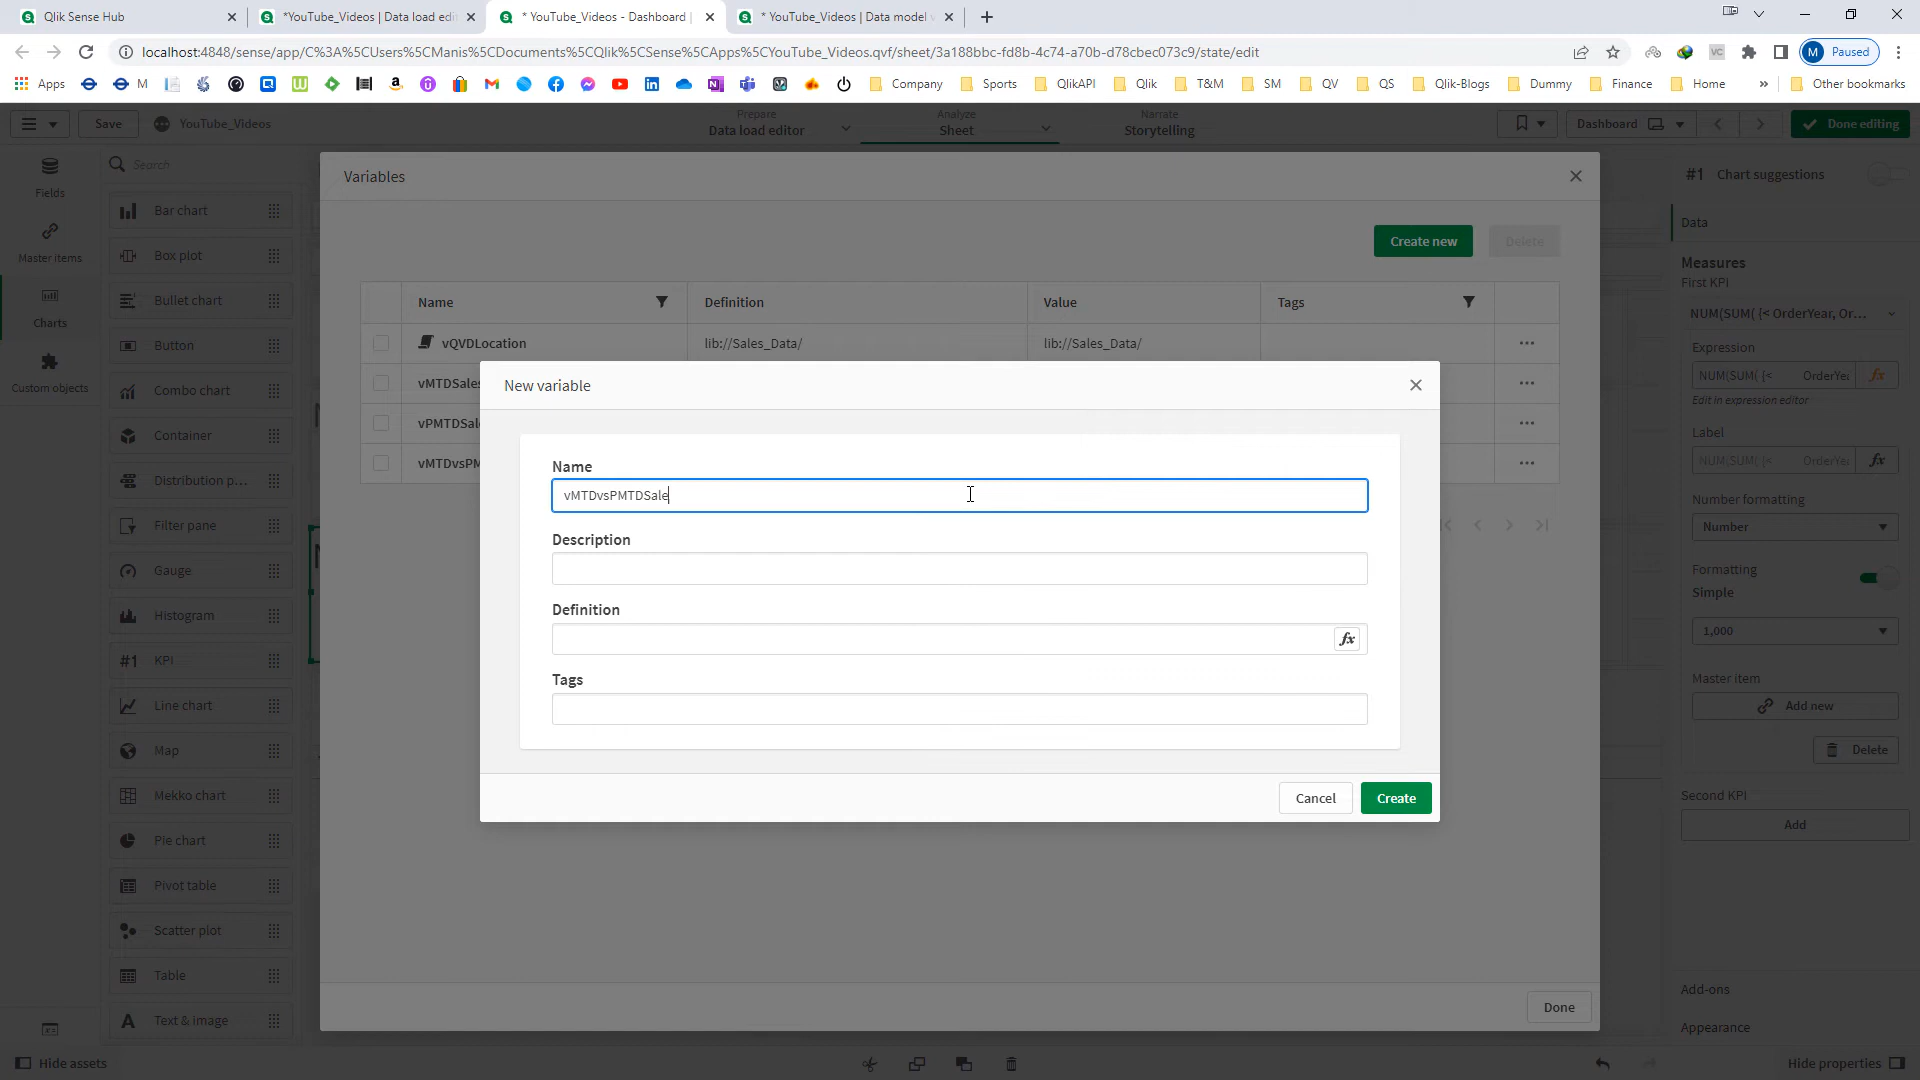 Qlik Sense Hub
*YouTube_Videos | Data load edi
* YouTube_Videos - Dashboard |
* YouTube_Videos | Data model v
localhost:4848/sense/app/C%3A%5CUsers%5CManis%5CDocuments%5CQlik%5CSense%5CApps%5CYouTube_Videos.qvf/sheet/3a188bbc-fd8b-4c74-a70b-d78cbec073c9/state/edit
M Paused
Apps
M
Company
Sports
QlikAPI
Qlik
T&M
SM
QV
QS
Qlik-Blogs
Dummy
Finance
Home
»
Other bookmarks
Save
YouTube_Videos
Prepare
Data load editor
Analyze
Sheet
Narrate
Storytelling
Dashboard
Done editing
Fields
Master items
Charts
Custom objects
Search
Bar chart
Box plot
Bullet chart
Button
Combo chart
Container
Distribution p...
Filter pane
Gauge
Histogram
#1 KPI
Line chart
Map
Mekko chart
Pie chart
Pivot table
Scatter plot
Table
A Text & image
Variables
Create new
Delete
Name
Definition
Value
Tags
vQVDLocation
lib://Sales_Data/
lib://Sales_Data/
vMTDSales
vPMTDSale
vMTDvsPM
New variable
Name
vMTDvsPMTDSale
Description
Definition
fx
Tags
Cancel
Create
Done
#1 Chart suggestions
Data
Measures
First KPI
NUM(SUM( {< OrderYear, Or...
Expression
NUM(SUM( {< OrderYea
fx
Edit in expression editor
Label
NUM(SUM( {<
OrderYea
fx
Number formatting
Number
Formatting
Simple
1,000
Master item
Add new
Delete
Second KPI
Add
Add-ons
Appearance
Hide assets
Hide properties